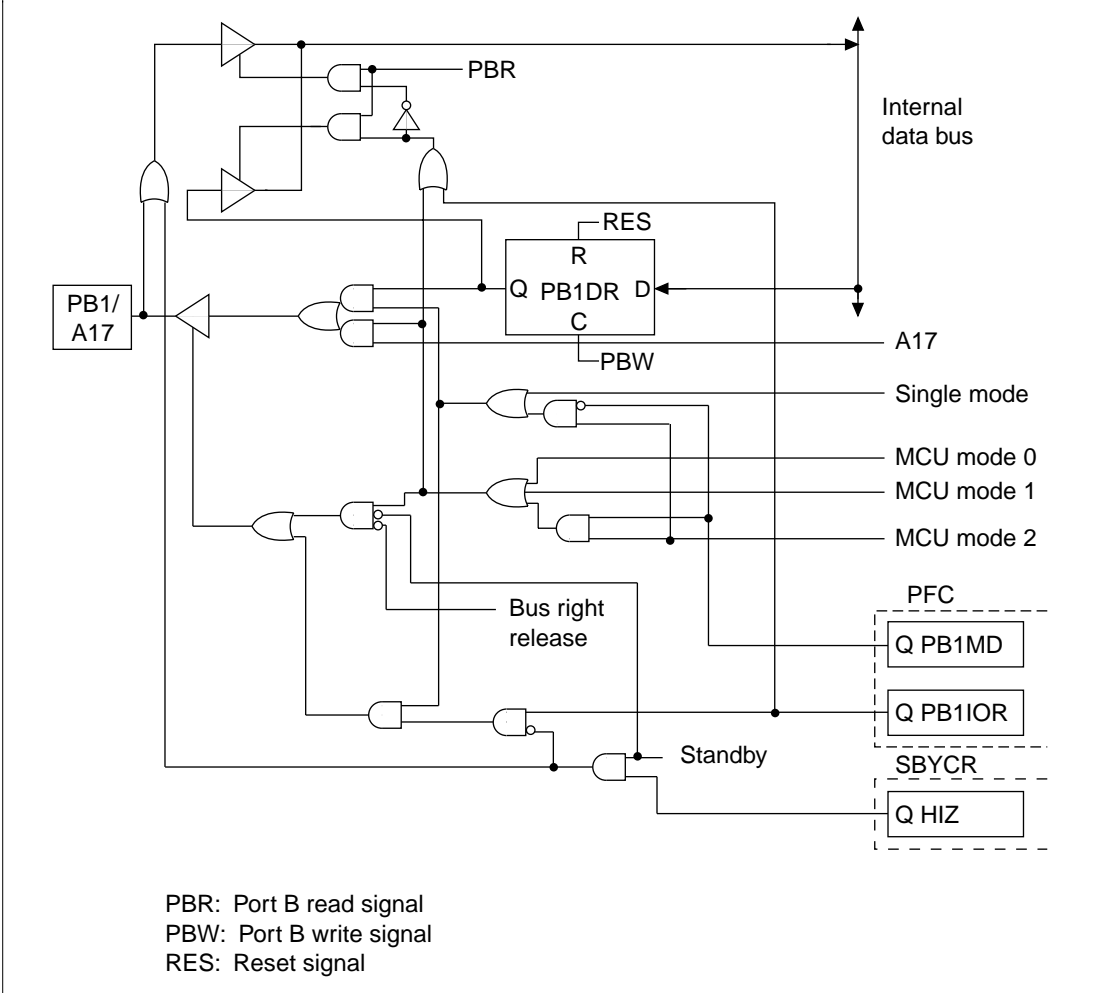 PBR
Internal
data bus
RES
R
Q PB1DR D
C
PB1/
A17
PBW
A17
Single mode
MCU mode 0
MCU mode 1
MCU mode 2
PFC
Bus right
release
Q PB1MD
Q PB1IOR
Standby
SBYCR
Q HIZ
PBR: Port B read signal
PBW: Port B write signal
RES: Reset signal